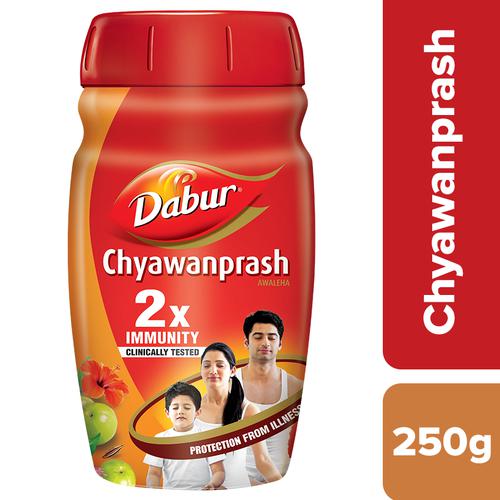 Dabur®
Chyawanprash
AWALEHA
2x
IMMUNITY
CLINICALLY TESTED
PROTECTION FROM ILLNESS
Chyawanprash
250g